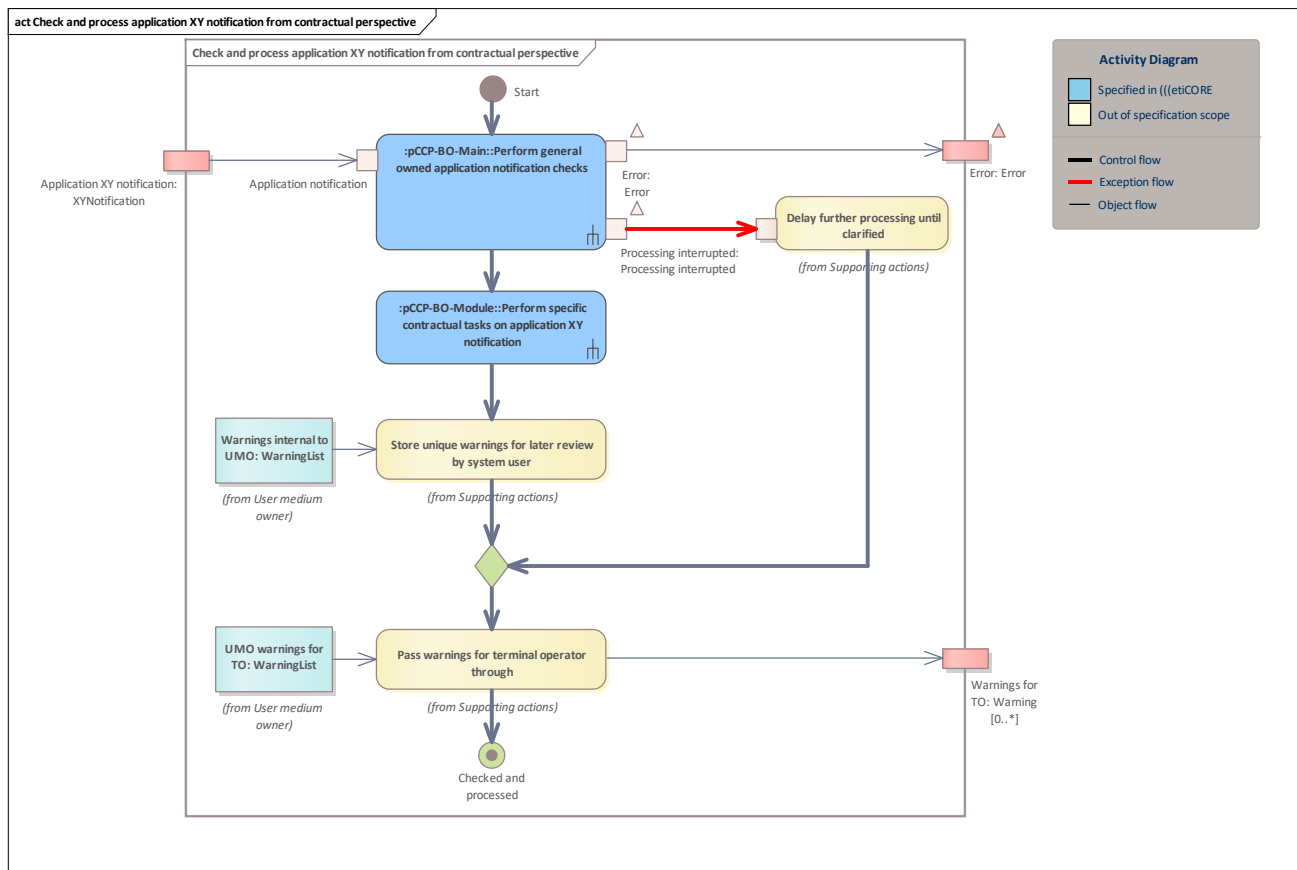 act Check and process application XY notification from contractual perspective
Check and process application XY notification from contractual perspective
Start
Application XY notification:
XYNotification
Application notification
:pCCP-BO-Main::Perform general
owned application notification checks
Error:
Error
Error: Error
Processing interrupted:
Processing interrupted
Delay further processing until
clarified
(from Supporting actions)
:pCCP-BO-Module::Perform specific
contractual tasks on application XY
notification
Warnings internal to
UMO: WarningList
(from User medium
owner)
Store unique warnings for later review
by system user
(from Supporting actions)
UMO warnings for
TO: WarningList
(from User medium
owner)
Pass warnings for terminal operator
through
(from Supporting actions)
Warnings for
TO: Warning
[0..*]
Checked and
processed
Activity Diagram
Specified in (((etiCORE
Out of specification scope
Control flow
Exception flow
Object flow